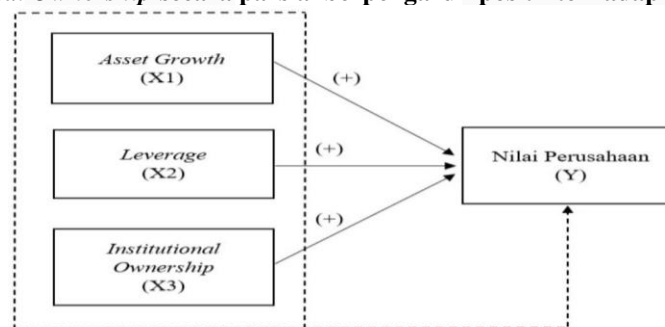 Asset Growth
(X1)
(+)
Leverage
(X2)
(+)
Nilai Perusahaan
(Y)
(+)
Institutional
Ownership
(X3)